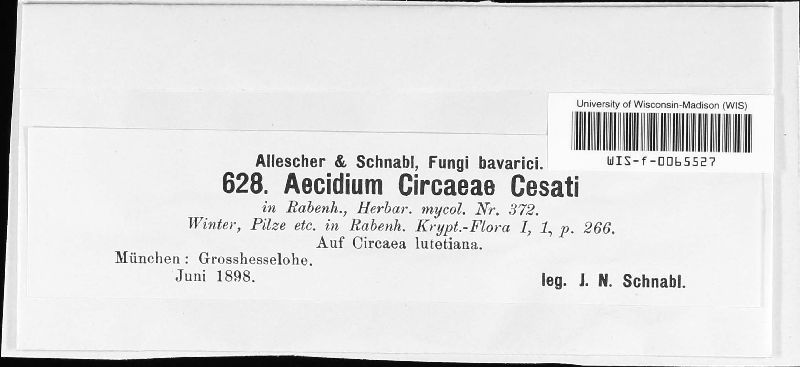 University of Wisconsin-Madison (WIS)
WIS-f-0065527
Allescher & Schnabl, Fungi bavarici.
628. Aecidium Circaeae Cesati
in Rabenh., Herbar. mycol. Nr. 372.
Winter, Pilze etc. in Rabenh. Krypt.-Flora I, 1, p. 266.
Auf Circaea lutetiana.
München: Grosshesselohe.
Juni 1898.
leg. J. N. Schnabl.